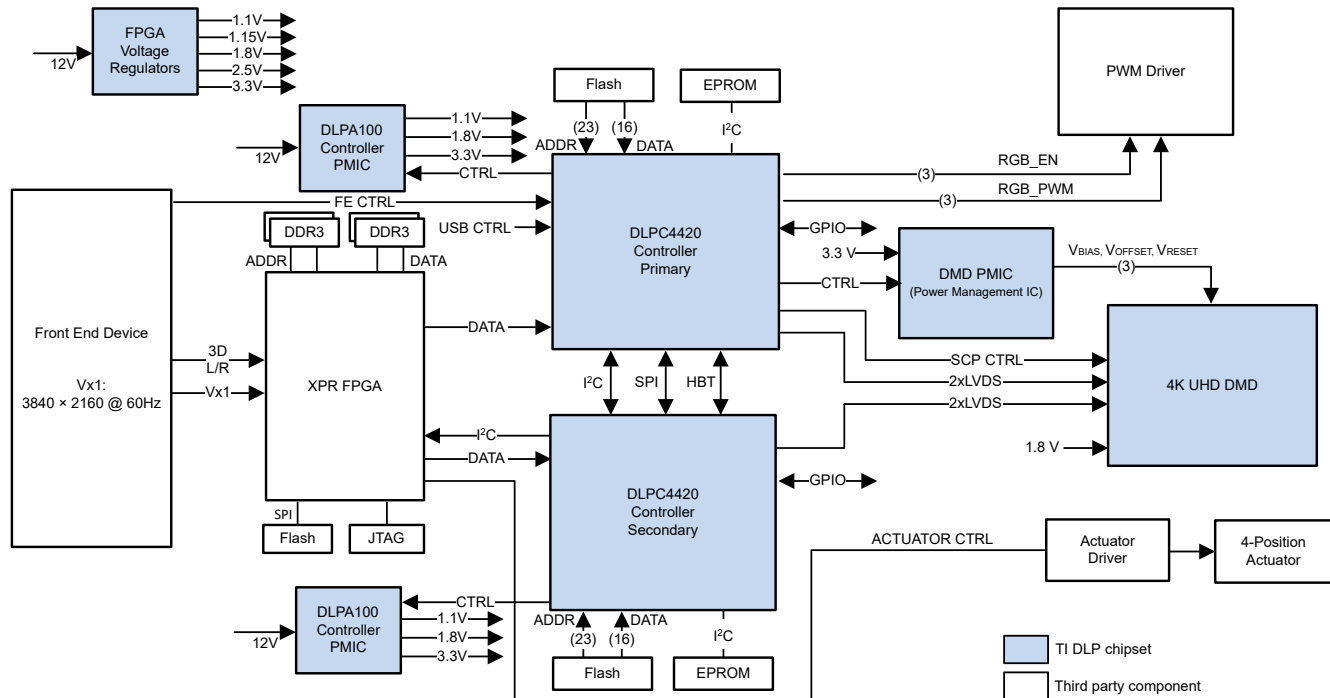 FPGA
Voltage
Regulators
12V
1.1V
1.15V
1.8V
2.5V
3.3V
DLPA100
Controller
PMIC
12V
1.1V
1.8V
3.3V
CTRL
Flash
(23)
(16)
ADDR
DATA
EPROM
I²C
PWM Driver
RGB_EN
(3)
RGB_PWM
(3)
FE CTRL
USB CTRL
DLPC4420
Controller
Primary
GPIO
3.3 V
CTRL
DMD PMIC
(Power Management IC)
VBIAS, VOFFSET, VRESET
(3)
DDR3
DDR3
ADDR
DATA
Front End Device
Vx1:
3840 × 2160 @ 60Hz
3D
L/R
Vx1
XPR FPGA
DATA
I²C
SPI
HBT
SCP CTRL
2xLVDS
2xLVDS
4K UHD DMD
1.8 V
I²C
DATA
DLPC4420
Controller
Secondary
GPIO
SPI
Flash
JTAG
ACTUATOR CTRL
Actuator
Driver
4-Position
Actuator
DLPA100
Controller
PMIC
12V
CTRL
1.1V
1.8V
3.3V
ADDR
DATA
(23)
(16)
Flash
I²C
EPROM
TI DLP chipset
Third party component